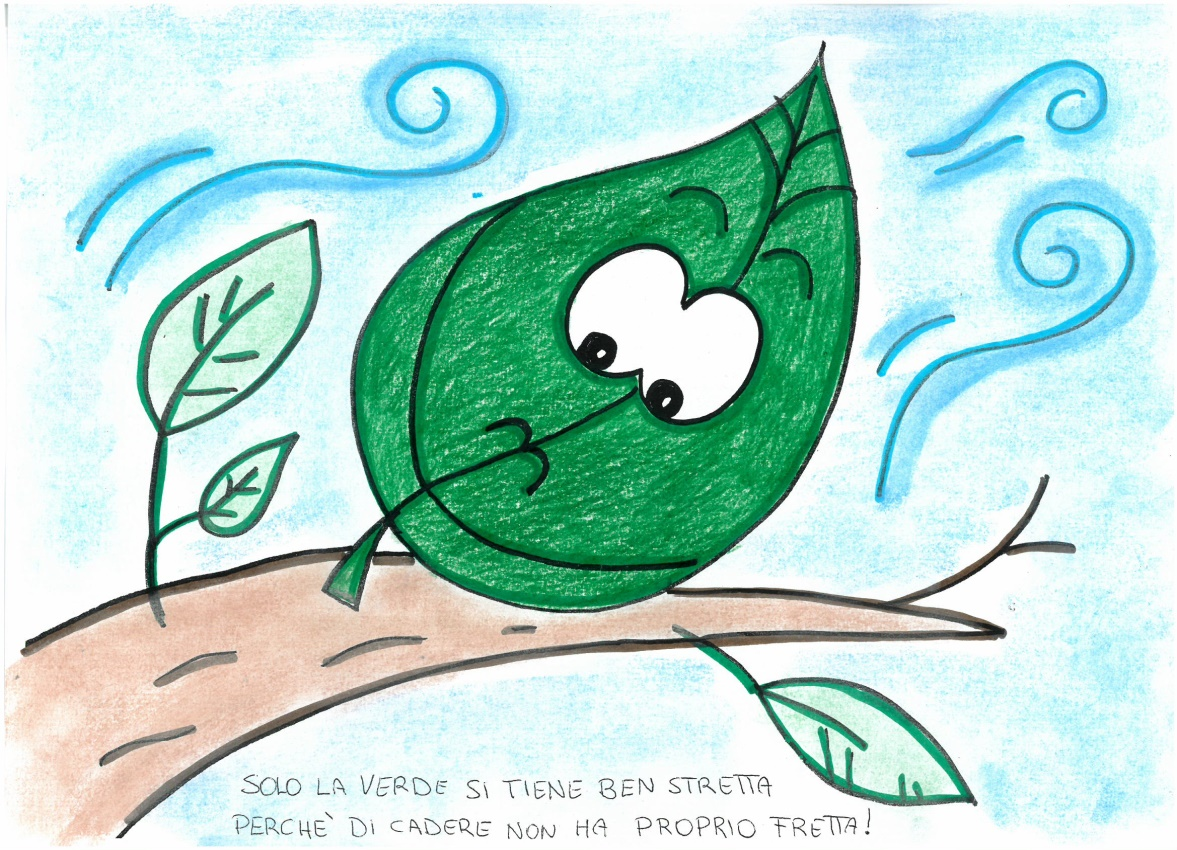 SOLO LA VERDE SI TIENE BEN STRETTA
PERCHÈ DI CADERE NON HA PROPRIO FRETTA!